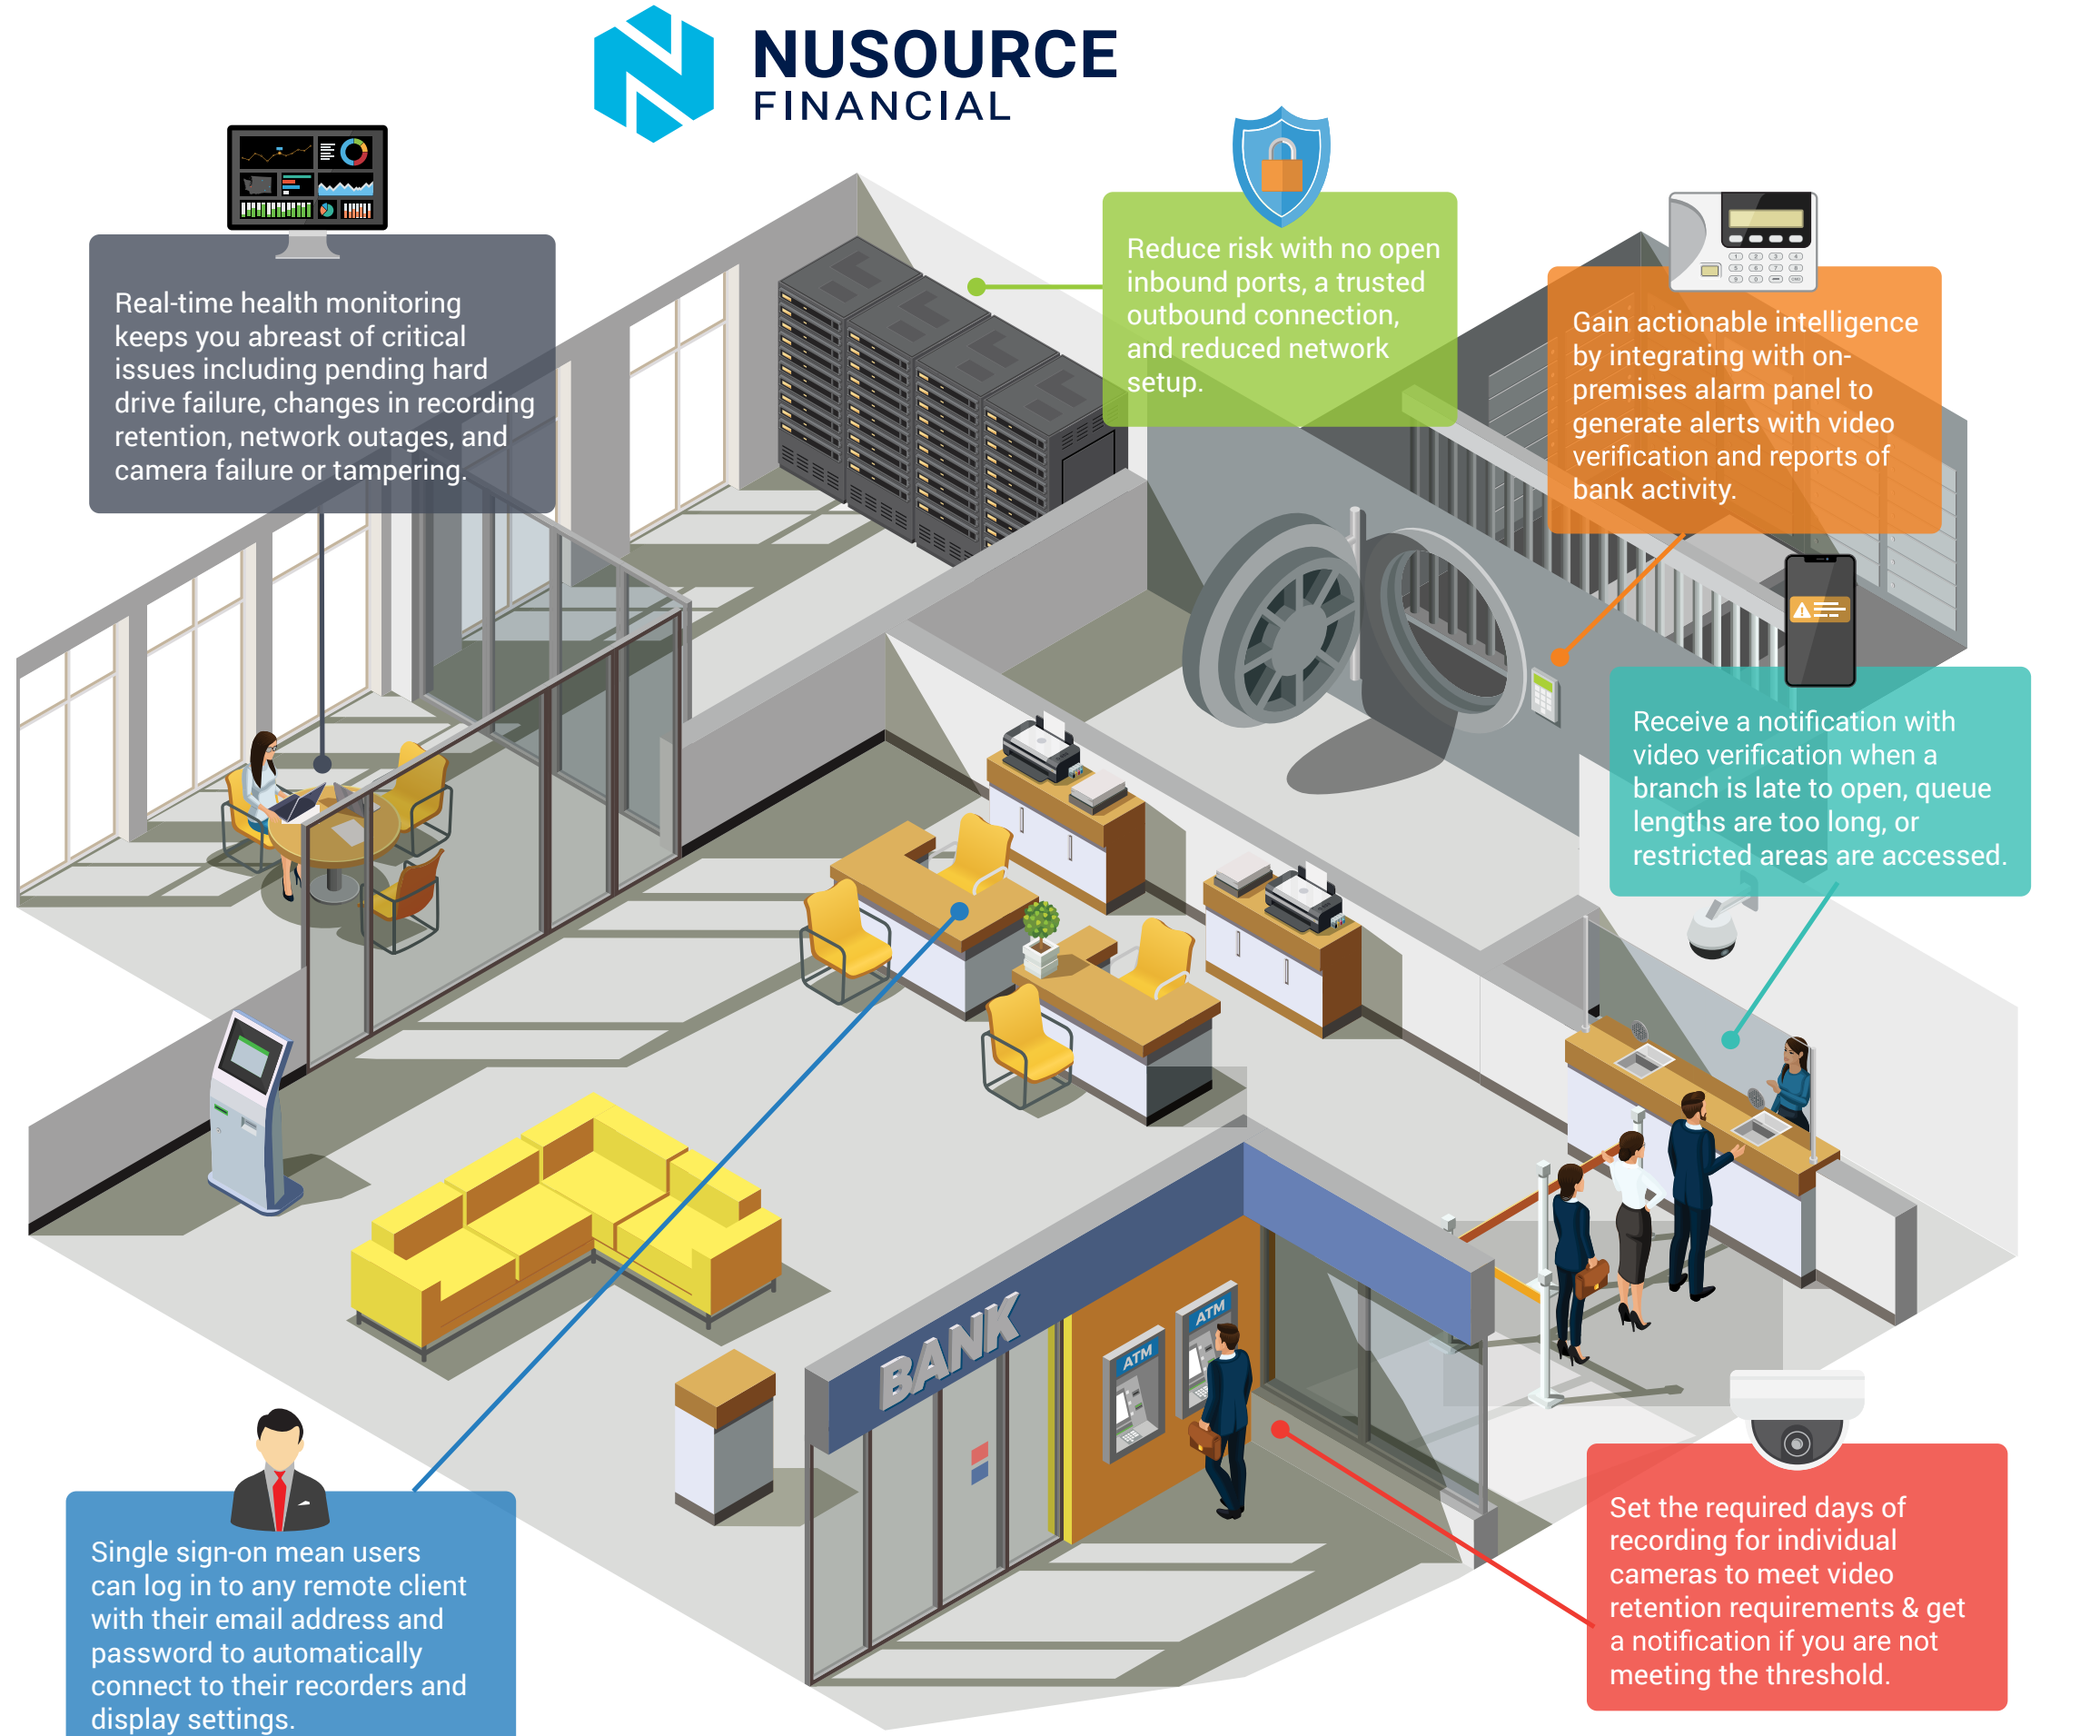 NUSOURCE
FINANCIAL
Real-time health monitoring
keeps you abreast of critical
issues including pending hard
drive failure, changes in recording
retention, network outages, and
camera failure or tampering.
Reduce risk with no open
inbound ports, a trusted
outbound connection,
and reduced network
setup.
Gain actionable intelligence
by integrating with on-
premises alarm panel to
generate alerts with video
verification and reports of
bank activity.
Receive a notification with
video verification when a
branch is late to open, queue
lengths are too long, or
restricted areas are accessed.
BANK
ATM
ATM
Single sign-on mean users
can log in to any remote client
with their email address and
password to automatically
connect to their recorders and
display settings.
Set the required days of
recording for individual
cameras to meet video
retention requirements & get
a notification if you are not
meeting the threshold.